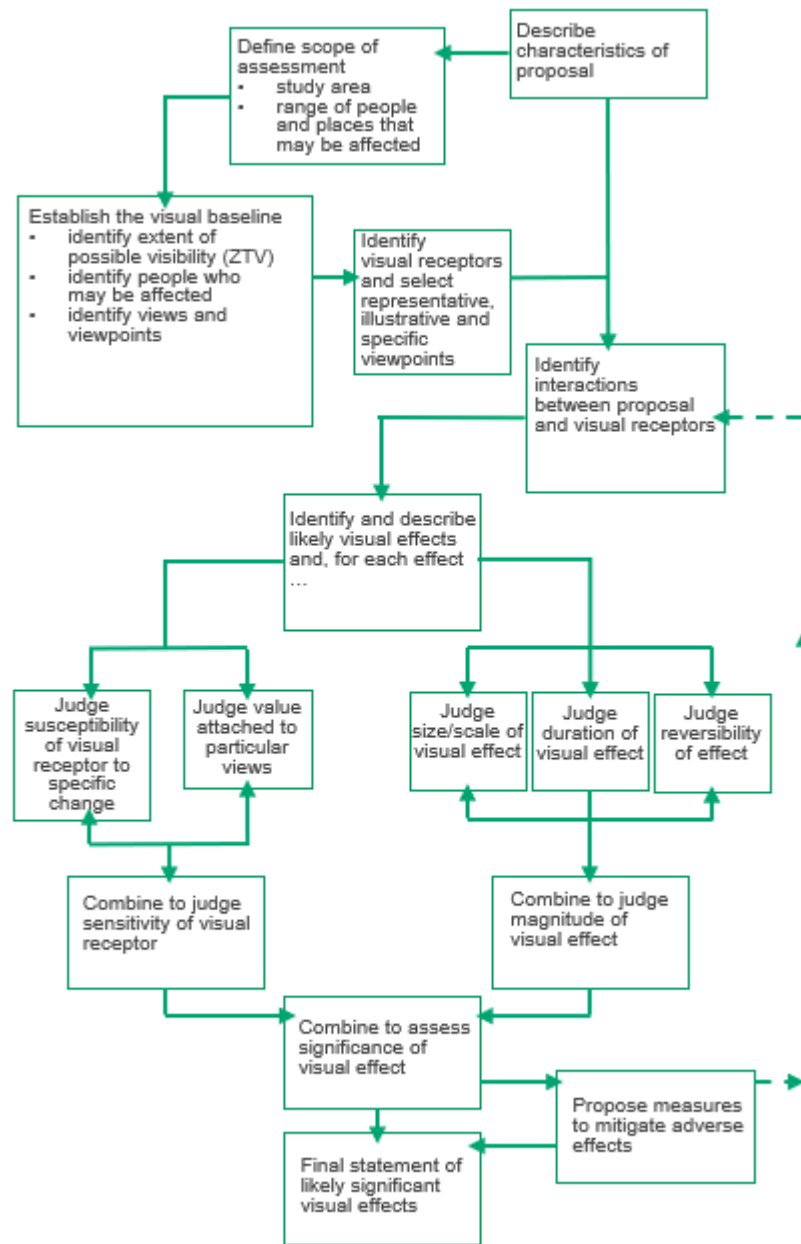 Describe
characteristics of
proposal
Define scope of
assessment
• study area
• range of people
and places that
may be affected
Establish the visual baseline
• identify extent of
possible visibility (ZTV)
• identify people who
may be affected
• identify views and
viewpoints
Identify
visual receptors
and select
representative,
illustrative and
specific
viewpoints
Identify
interactions
between proposal
and visual receptors
Identify and describe
likely visual effects
and, for each effect
...
Judge
susceptibility
of visual
receptor to
specific
change
Judge value
attached to
particular
views
Judge
size/scale of
visual effect
Judge
duration of
visual effect
Judge
reversibility
of effect
Combine to judge
sensitivity of visual
receptor
Combine to judge
magnitude of
visual effect
Combine to assess
significance of
visual effect
Propose measures
to mitigate adverse
effects
Final statement of
likely significant
visual effects